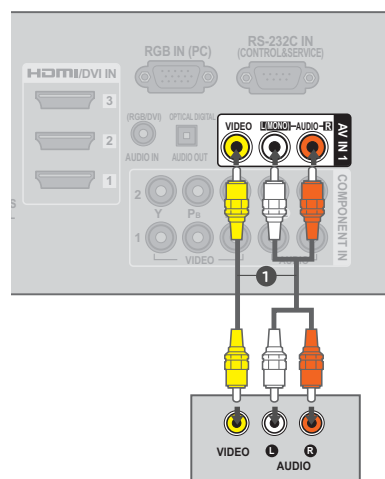 RGB IN (PC)
RS-232C IN
(CONTROL&SERVICE)
HDMI/DVI IN
3
2
1
(RGB/DVI)
AUDIO IN
OPTICAL DIGITAL
AUDIO OUT
VIDEO L(MONO) AUDIO R
AV IN 1
COMPONENT IN
2
Y PB
1
VIDEO
1
VIDEO L R
AUDIO